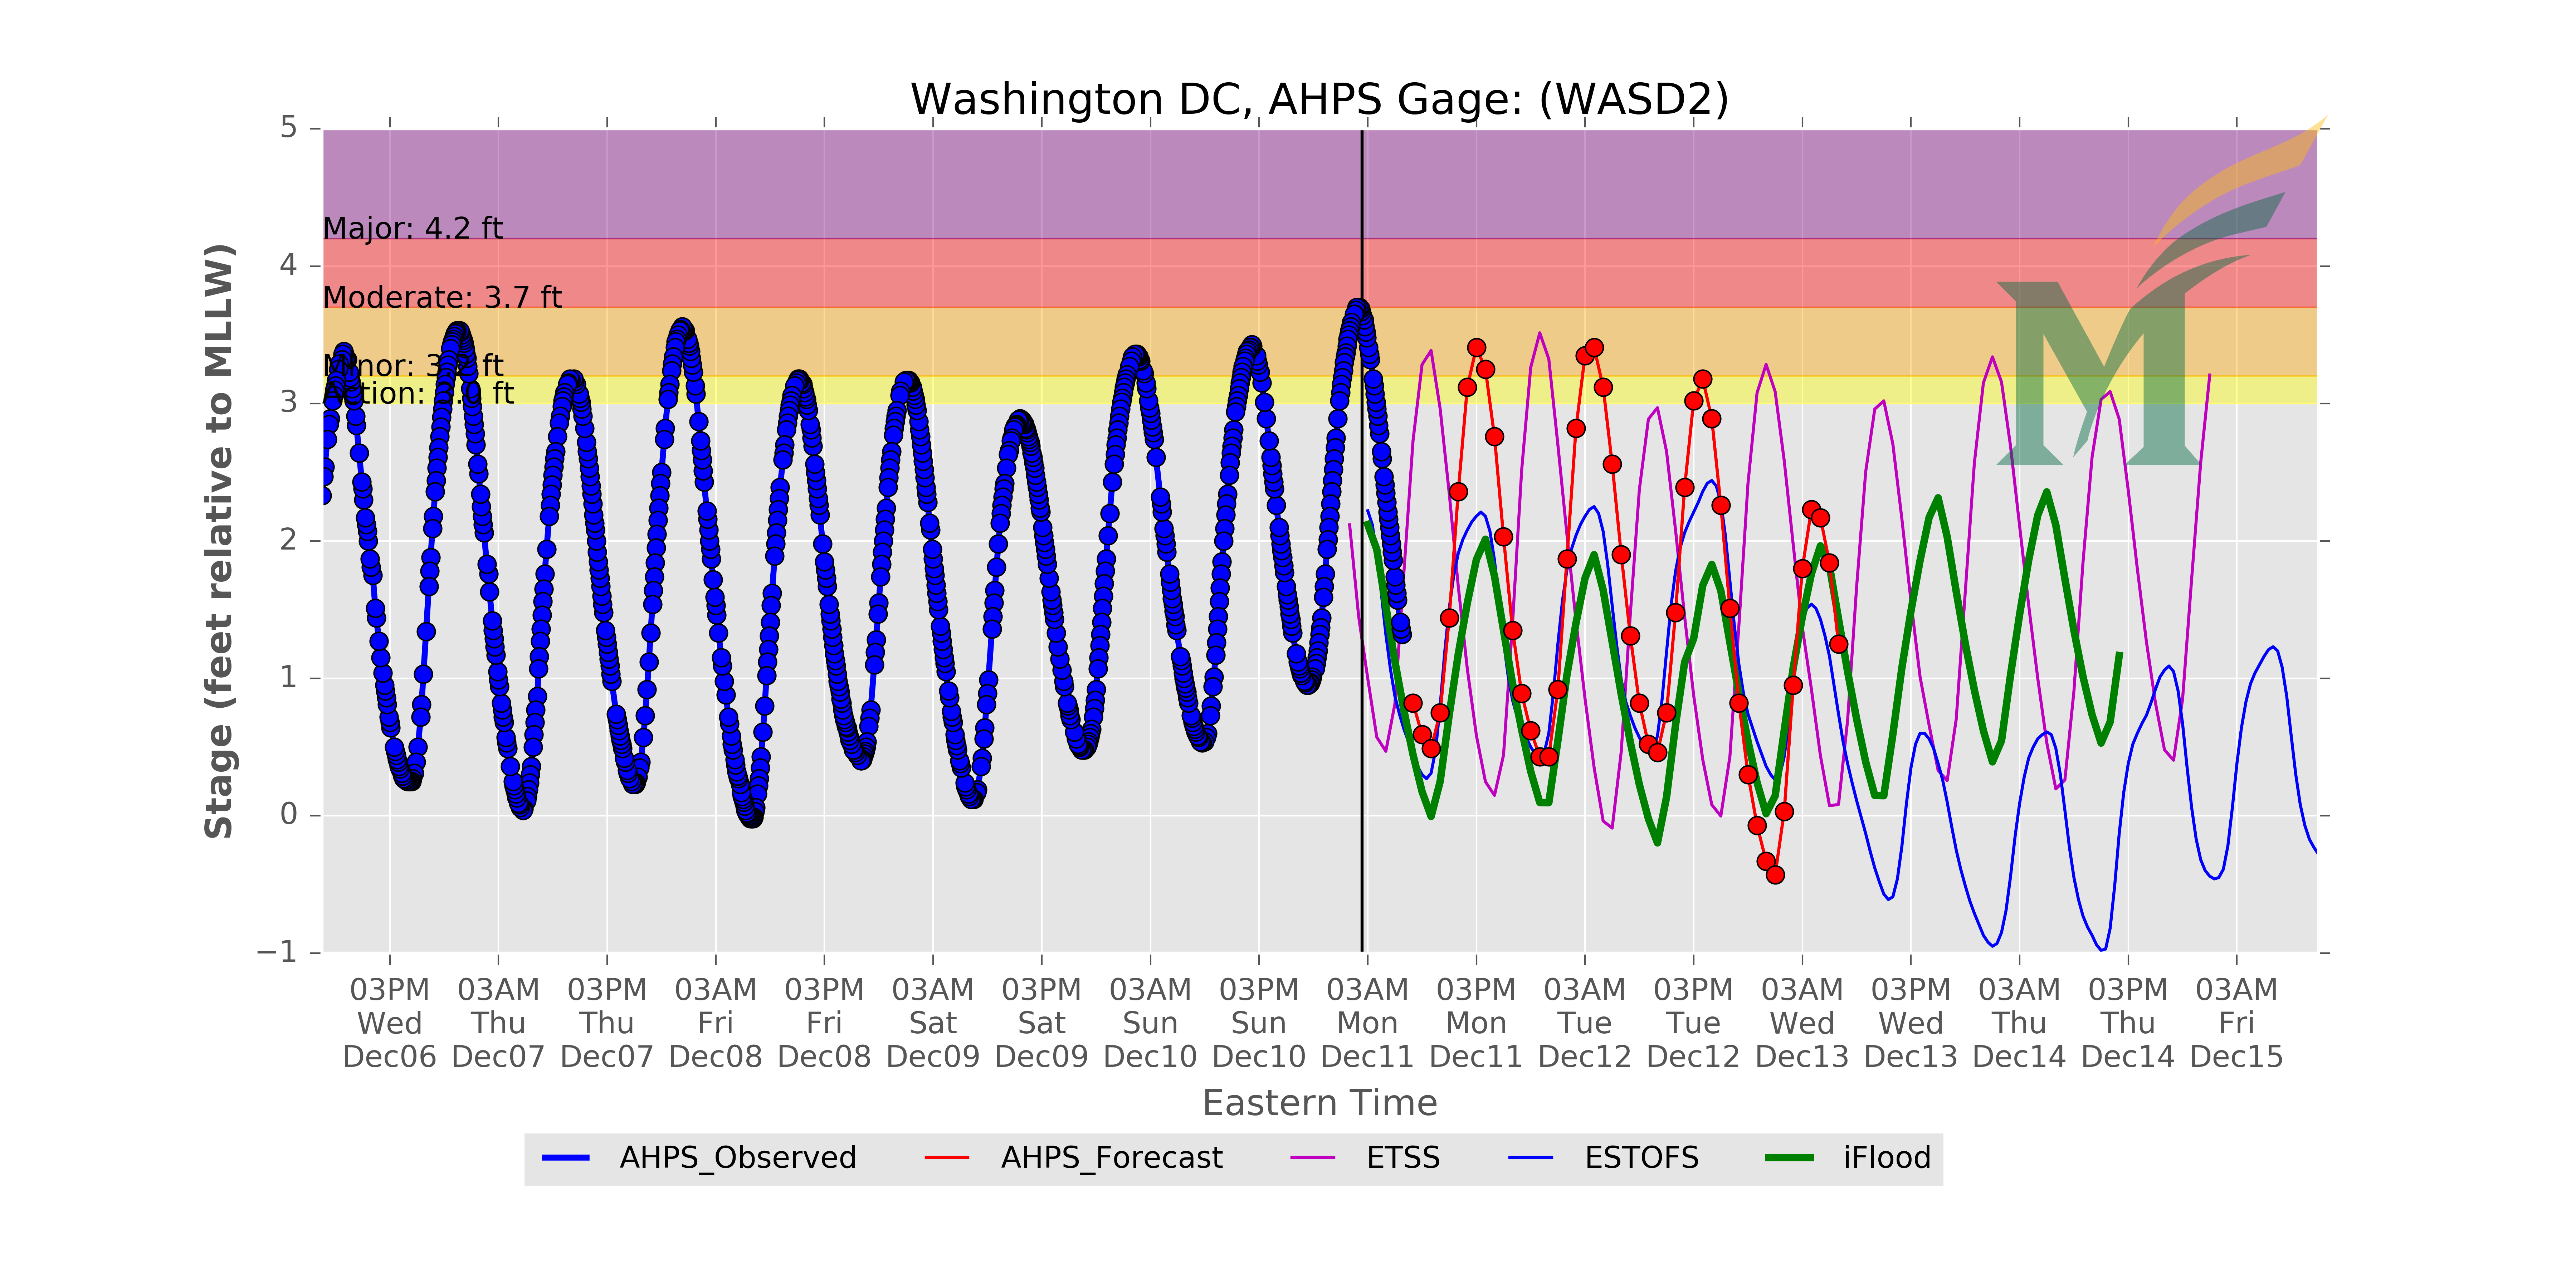 Washington DC, AHPS Gage: (WASD2)
Stage (feet relative to MLLW)
5
4
3
2
1
0
−1
Major: 4.2 ft
Moderate: 3.7 ft
Minor: ft
Action: ft
03PM 03AM 03PM 03AM 03PM 03AM 03PM 03AM 03PM 03AM 03PM 03AM 03PM 03AM 03PM 03AM 03PM 03AM
Wed Thu Thu Fri Fri Sat Sat Sun Sun Mon Mon Tue Tue Wed Wed Thu Thu Fri
Dec06 Dec07 Dec07 Dec08 Dec08 Dec09 Dec09 Dec10 Dec10 Dec11 Dec11 Dec12 Dec12 Dec13 Dec13 Dec14 Dec14 Dec15
Eastern Time
AHPS_Observed AHPS_Forecast ETSS ESTOFS iFlood
M